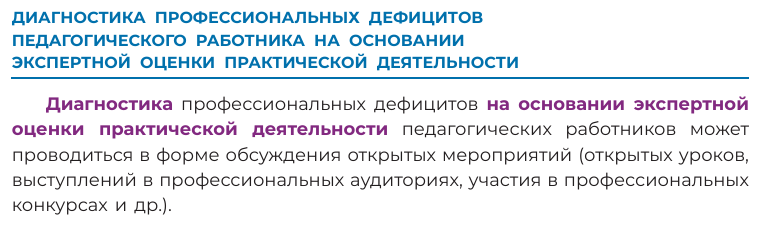 ДИАГНОСТИКА ПРОФЕССИОНАЛЬНЫХ ДЕФИЦИТОВ
ПЕДАГОГИЧЕСКОГО РАБОТНИКА НА ОСНОВАНИИ
ЭКСПЕРТНОЙ ОЦЕНКИ ПРАКТИЧЕСКОЙ ДЕЯТЕЛЬНОСТИ
Диагностика профессиональных дефицитов на основании экспертной
оценки практической деятельности педагогических работников может
проводиться в форме обсуждения открытых мероприятий (открытых уроков,
выступлений в профессиональных аудиториях, участия в профессиональных
конкурсах и др.).